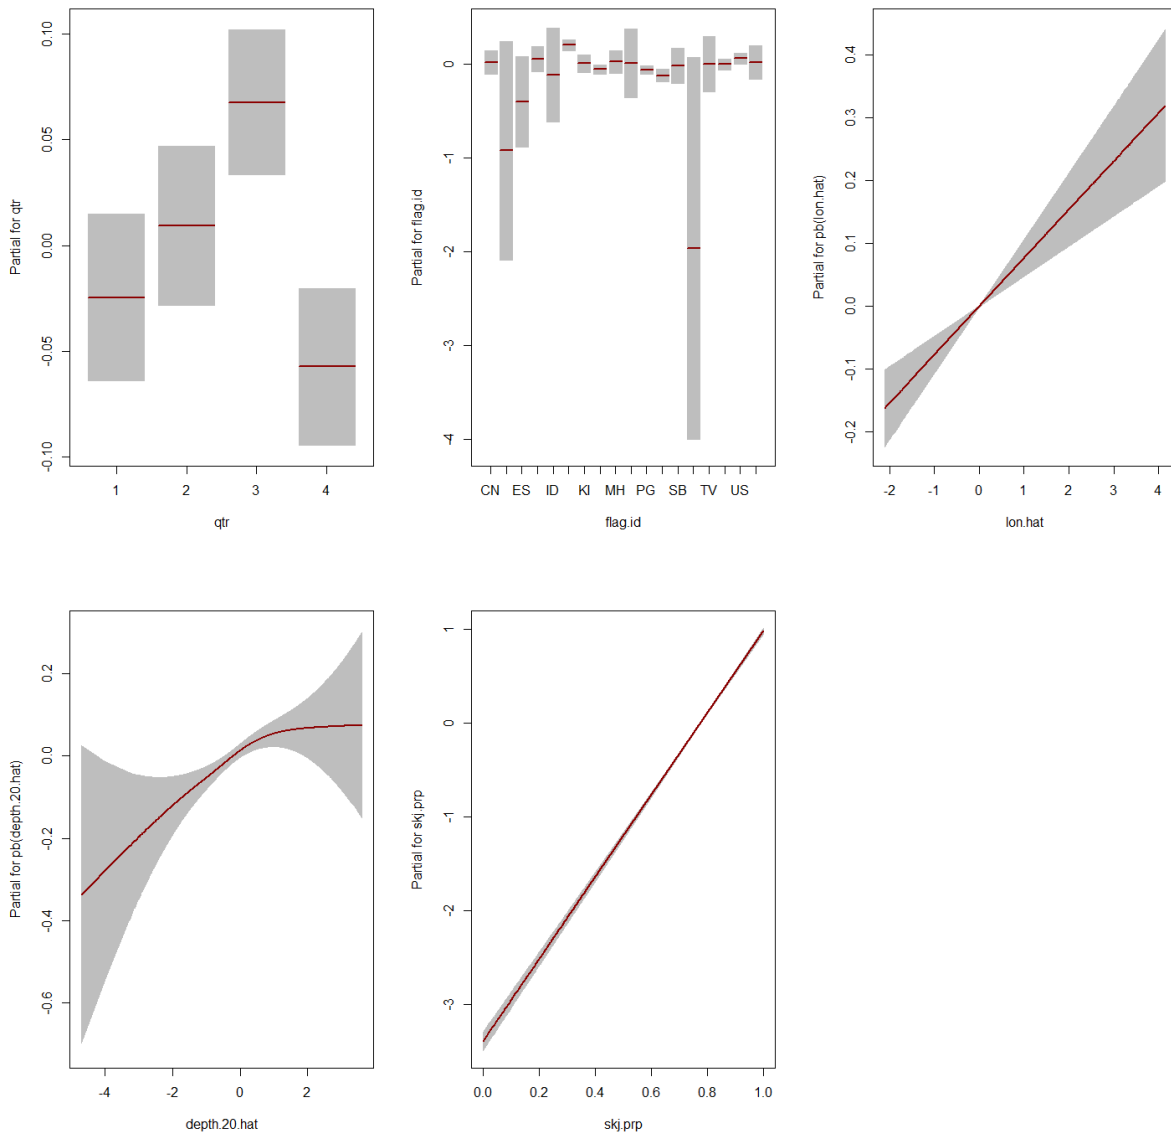 Partial for qtr
0.10
0.05
0.00
-0.05
-0.10
1 2 3 4
qtr
Partial for flag.id
0
-1
-2
-3
-4
CN ES ID KI MH PG SB TV US
flag.id
Partial for pb(lon.hat)
0.4
0.3
0.2
0.1
0.0
-0.1
-0.2
-2 -1 0 1 2 3 4
lon.hat
Partial for pb(depth.20.hat)
0.2
0.0
-0.2
-0.4
-0.6
-4 -2 0 2
depth.20.hat
Partial for skj.prp
1
0
-1
-2
-3
0.0 0.2 0.4 0.6 0.8 1.0
skj.prp